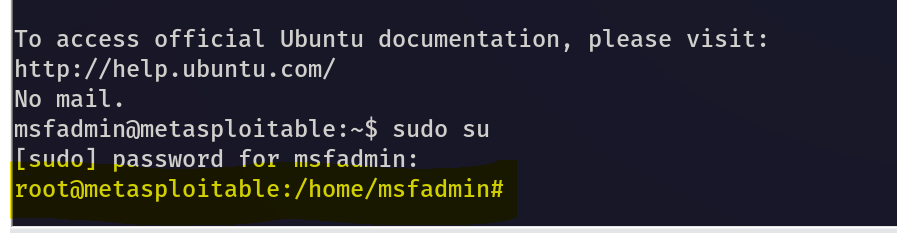 To access official Ubuntu documentation, please visit:
http://help.ubuntu.com/
No mail.
msfadmin@metasploitable:~$ sudo su
[sudo] password for msfadmin:
root@metasploitable:/home/msfadmin#